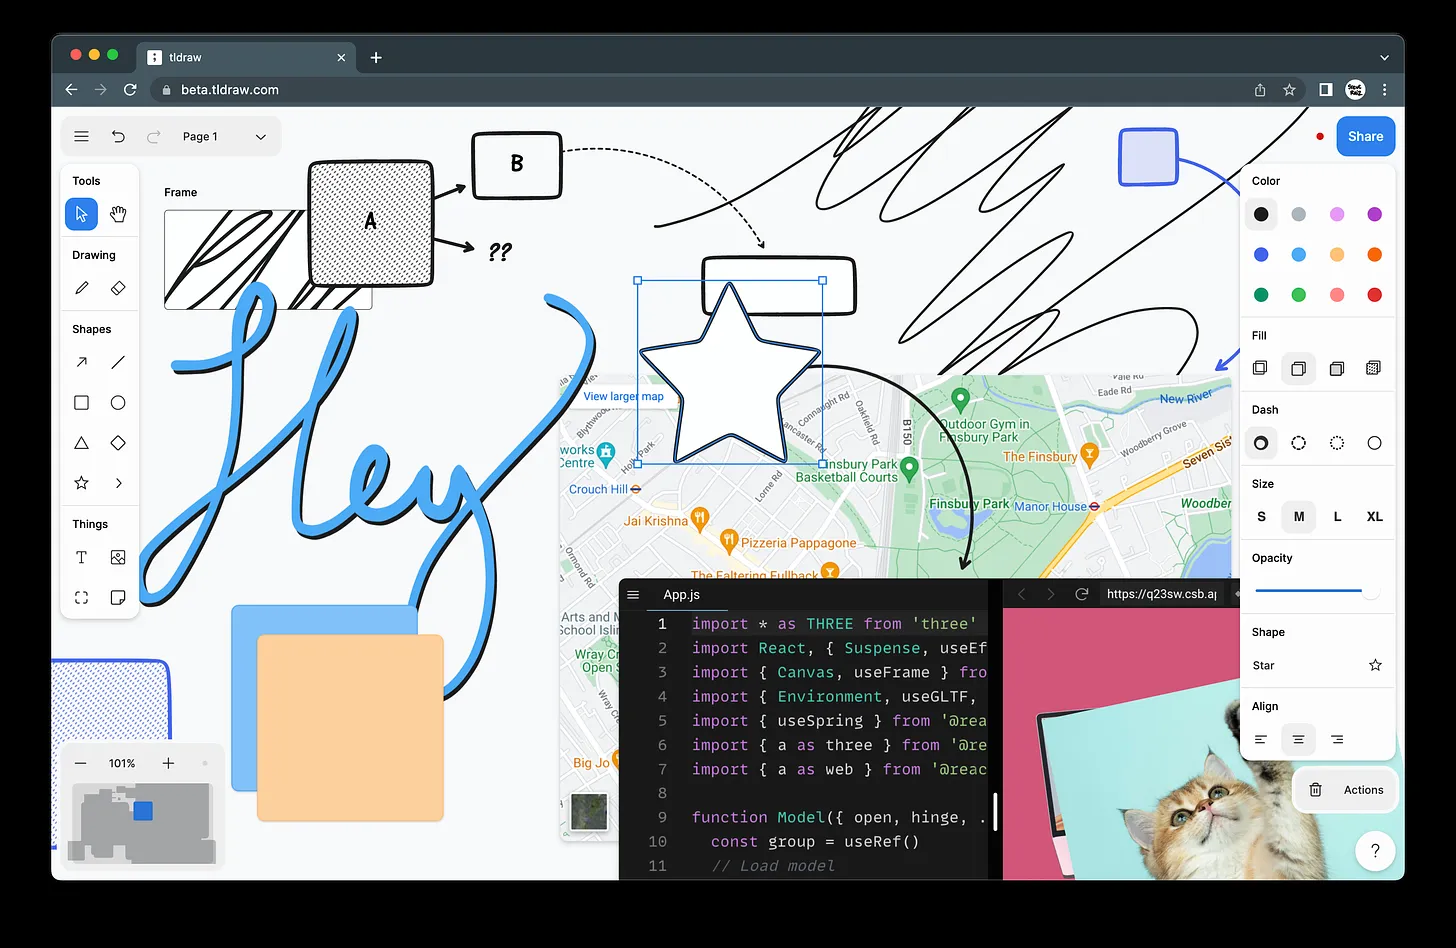 tldraw
beta.tldraw.com
Page 1
Share
Tools
Drawing
Shapes
Things
T
101%
Frame
A
B
??
Hey
View larger map
Crouch Hill
Jai Krishna
Pizzeria Pappagone
The Faltering Fullback
Connaught Rd
Oakfield Rd
Lancaster Rd
Lorne Rd
Ormond Rd
B150
Outdoor Gym in
Finsbury Park
The Finsbury
nsbury Park
Basketball Courts
Finsbury Park
Manor House
Eade Rd
New River
Woodberry Grove
Seven Sis
Woodber
works
Centre
Arts and M
School Islin
Wray Cr
Open S
Big Jo
App.js
1 import * as THREE from 'three'
2 import React, { Suspense, useEf
3 import { Canvas, useFrame } fro
4 import { Environment, useGLTF,
5 import { useSpring } from '@rea
6 import { a as three } from '@re
7 import { a as web } from '@reac
8
9 function Model({ open, hinge, .
10 const group = useRef()
11 // Load model
https://q23sw.csb.ap
Color
Fill
Dash
Size
S M L XL
Opacity
Shape
Star
Align
Actions
?